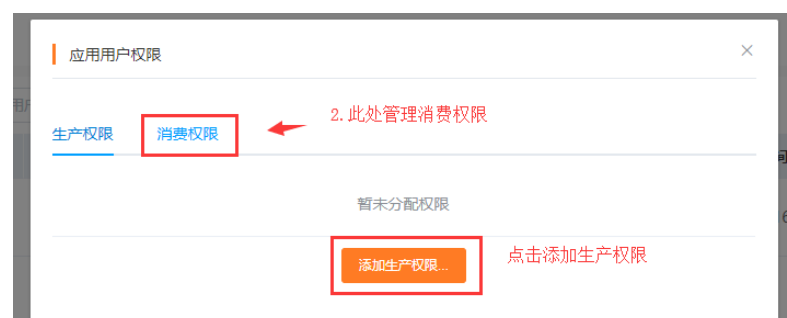 应用用户权限
2.此处管理消费权限
生产权限 消费权限
暂未分配权限
添加生产权限...
点击添加生产权限